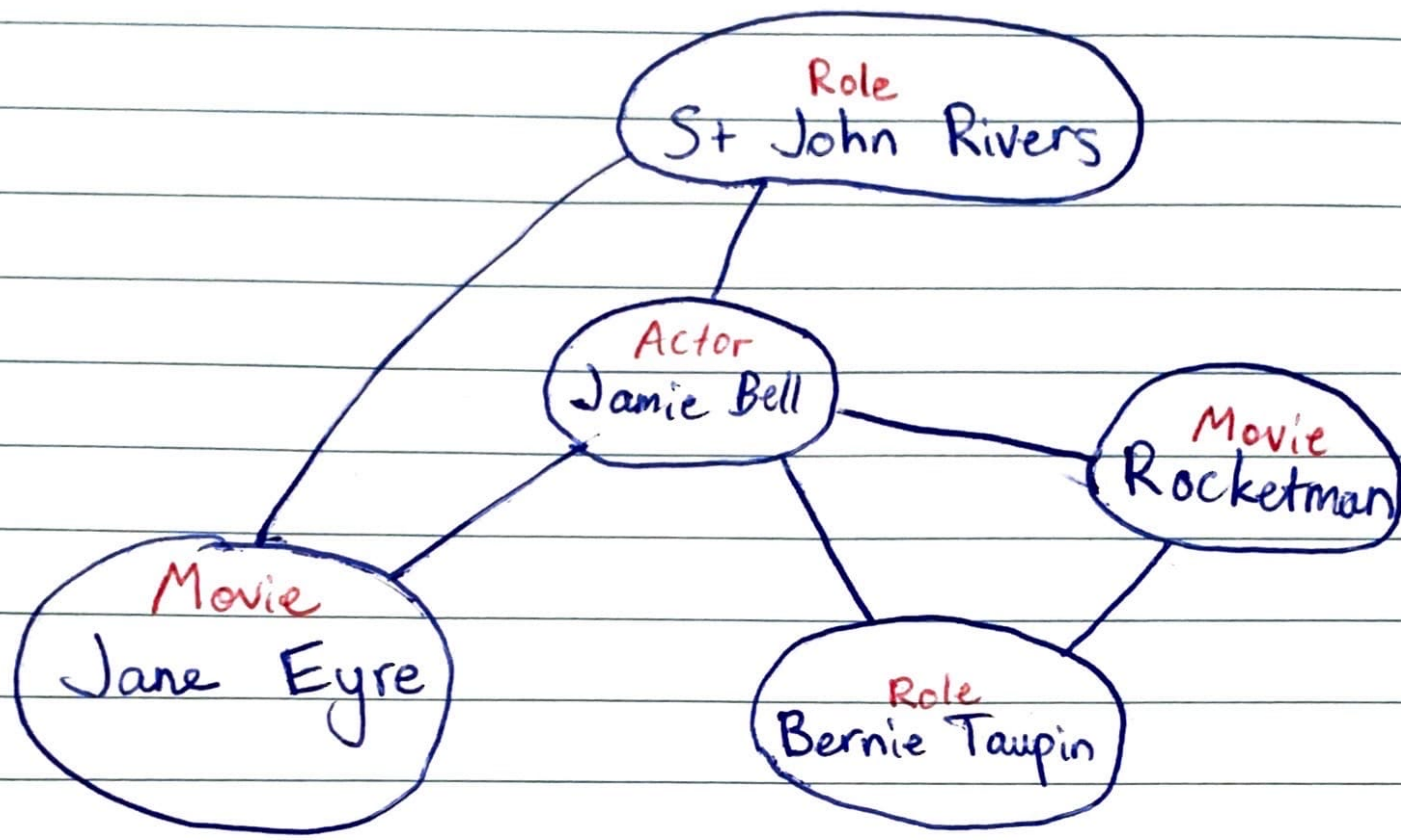 Role
St John Rivers
Actor
Jamie Bell
Movie
Rocketman
Movie
Jane Eyre
Role
Bernie Taupin